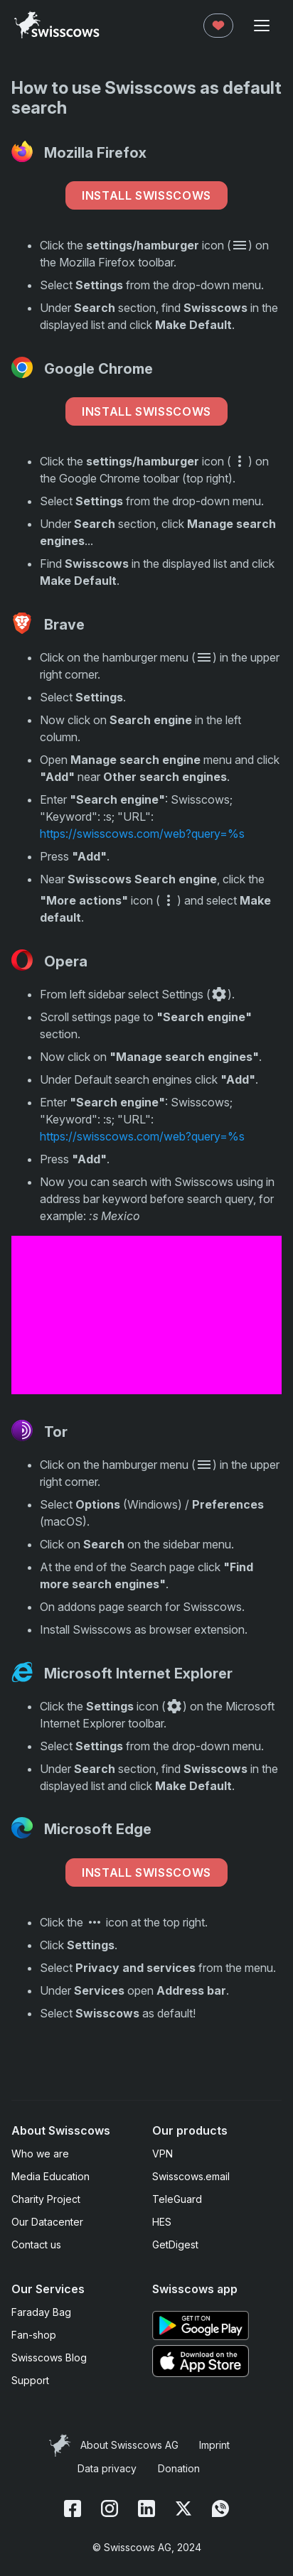 swisscows
How to use Swisscows as default
search
Mozilla Firefox
INSTALL SWISSCOWS
Click the settings/hamburger icon ( ) on
the Mozilla Firefox toolbar.
Select Settings from the drop-down menu.
Under Search section, find Swisscows in the
displayed list and click Make Default.
Google Chrome
INSTALL SWISSCOWS
Click the settings/hamburger icon ( ) on
the Google Chrome toolbar (top right).
Select Settings from the drop-down menu.
Under Search section, click Manage search
engines...
Find Swisscows in the displayed list and click
Make Default.
Brave
Click on the hamburger menu ( ) in the upper
right corner.
Select Settings.
Now click on Search engine in the left
column.
Open Manage search engine menu and click
"Add" near Other search engines.
Enter "Search engine": Swisscows;
"Keyword": :s; "URL":
https://swisscows.com/web?query=%s
Press "Add".
Near Swisscows Search engine, click the
"More actions" icon ( ) and select Make
default.
Opera
From left sidebar select Settings ( ).
Scroll settings page to "Search engine"
section.
Now click on "Manage search engines".
Under Default search engines click "Add".
Enter "Search engine": Swisscows;
"Keyword": :s; "URL":
https://swisscows.com/web?query=%s
Press "Add".
Now you can search with Swisscows using in
address bar keyword before search query, for
example: :s Mexico
Tor
Click on the hamburger menu ( ) in the upper
right corner.
Select Options (Windiows) / Preferences
(macOS).
Click on Search on the sidebar menu.
At the end of the Search page click "Find
more search engines".
On addons page search for Swisscows.
Install Swisscows as browser extension.
Microsoft Internet Explorer
Click the Settings icon ( ) on the Microsoft
Internet Explorer toolbar.
Select Settings from the drop-down menu.
Under Search section, find Swisscows in the
displayed list and click Make Default.
Microsoft Edge
INSTALL SWISSCOWS
Click the ••• icon at the top right.
Click Settings.
Select Privacy and services from the menu.
Under Services open Address bar.
Select Swisscows as default!
About Swisscows
Who we are
Media Education
Charity Project
Our Datacenter
Contact us
Our products
VPN
Swisscows.email
TeleGuard
HES
GetDigest
Our Services
Faraday Bag
Fan-shop
Swisscows Blog
Support
Swisscows app
GET IT ON
Google Play
Download on the
App Store
About Swisscows AG Imprint
Data privacy Donation
© Swisscows AG, 2024